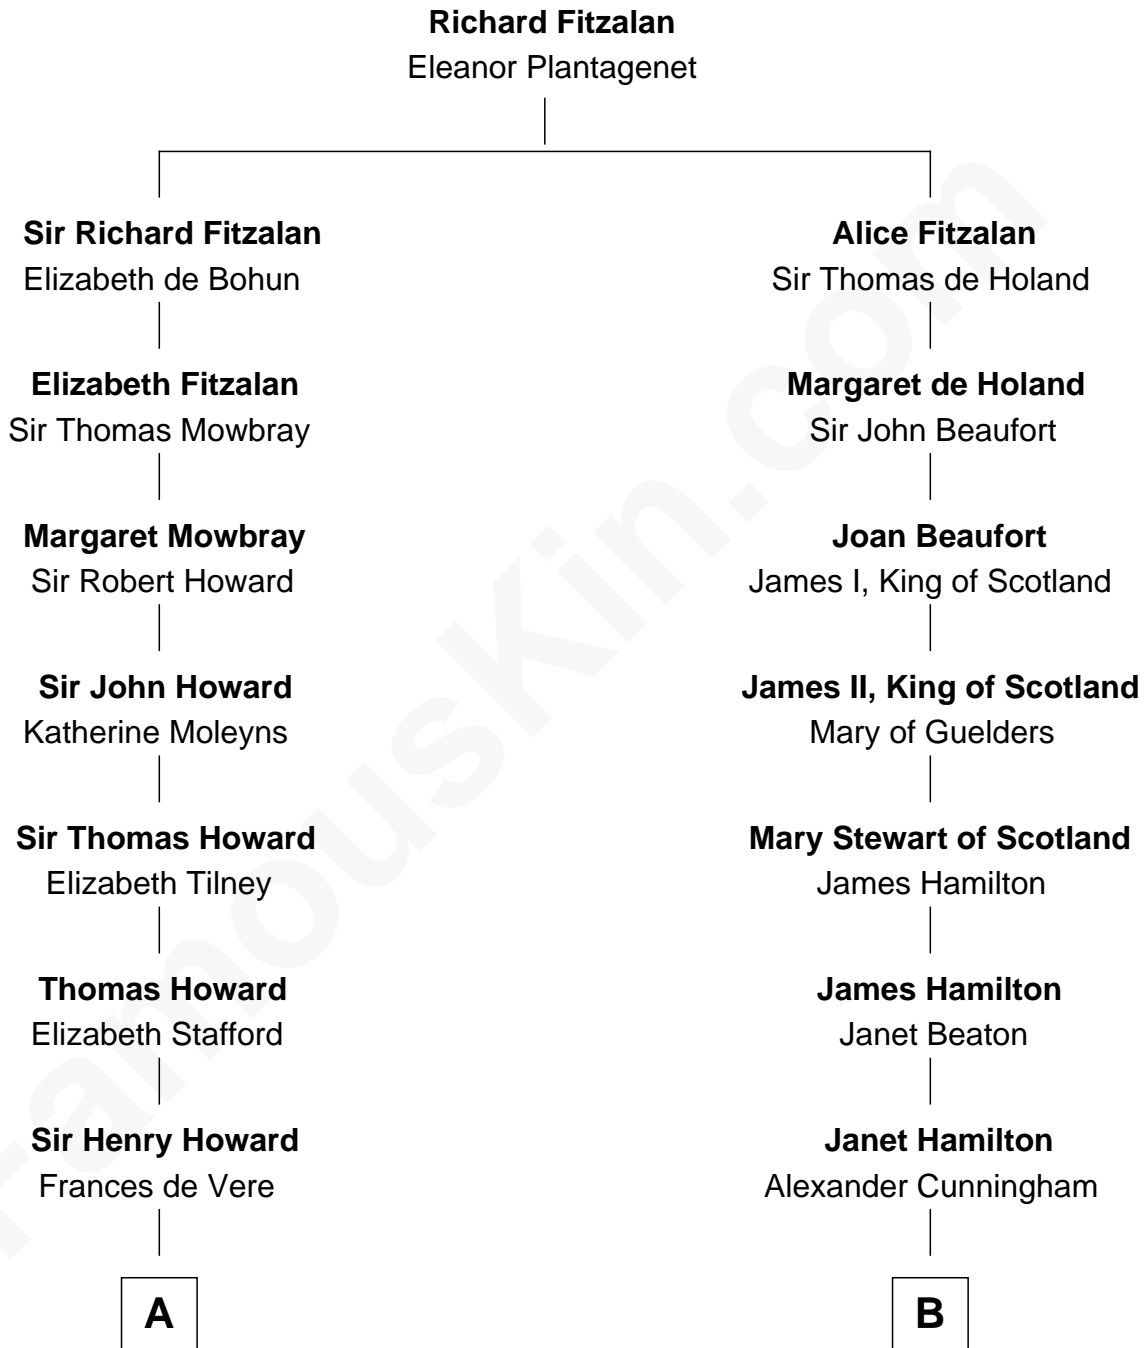 Richard Fitzalan
Eleanor Plantagenet
Sir Richard Fitzalan
Elizabeth de Bohun
Alice Fitzalan
Sir Thomas de Holand
Elizabeth Fitzalan
Sir Thomas Mowbray
Margaret de Holand
Sir John Beaufort
Margaret Mowbray
Sir Robert Howard
Joan Beaufort
James I, King of Scotland
Sir John Howard
Katherine Moleyns
James II, King of Scotland
Mary of Guelders
Sir Thomas Howard
Elizabeth Tilney
Mary Stewart of Scotland
James Hamilton
Thomas Howard
Elizabeth Stafford
James Hamilton
Janet Beaton
Sir Henry Howard
Frances de Vere
Janet Hamilton
Alexander Cunningham
A
B
FamousKin.com